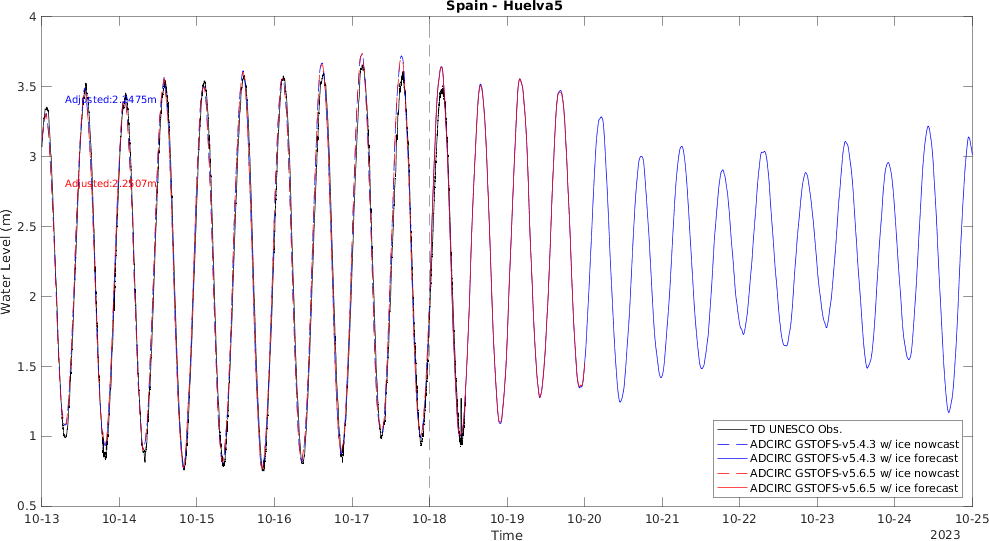 Spain - Huelva5
4
3.5
3
2.5
2
1.5
1
0.5
Water Level (m)
Adjusted:2.2475m
Adjusted:2.2507m
TD UNESCO Obs.
ADCIRC GSTOFS-v5.4.3 w/ ice nowcast
ADCIRC GSTOFS-v5.4.3 w/ ice forecast
ADCIRC GSTOFS-v5.6.5 w/ ice nowcast
ADCIRC GSTOFS-v5.6.5 w/ ice forecast
10-13 10-14 10-15 10-16 10-17 10-18 10-19 10-20 10-21 10-22 10-23 10-24 10-25
Time
2023